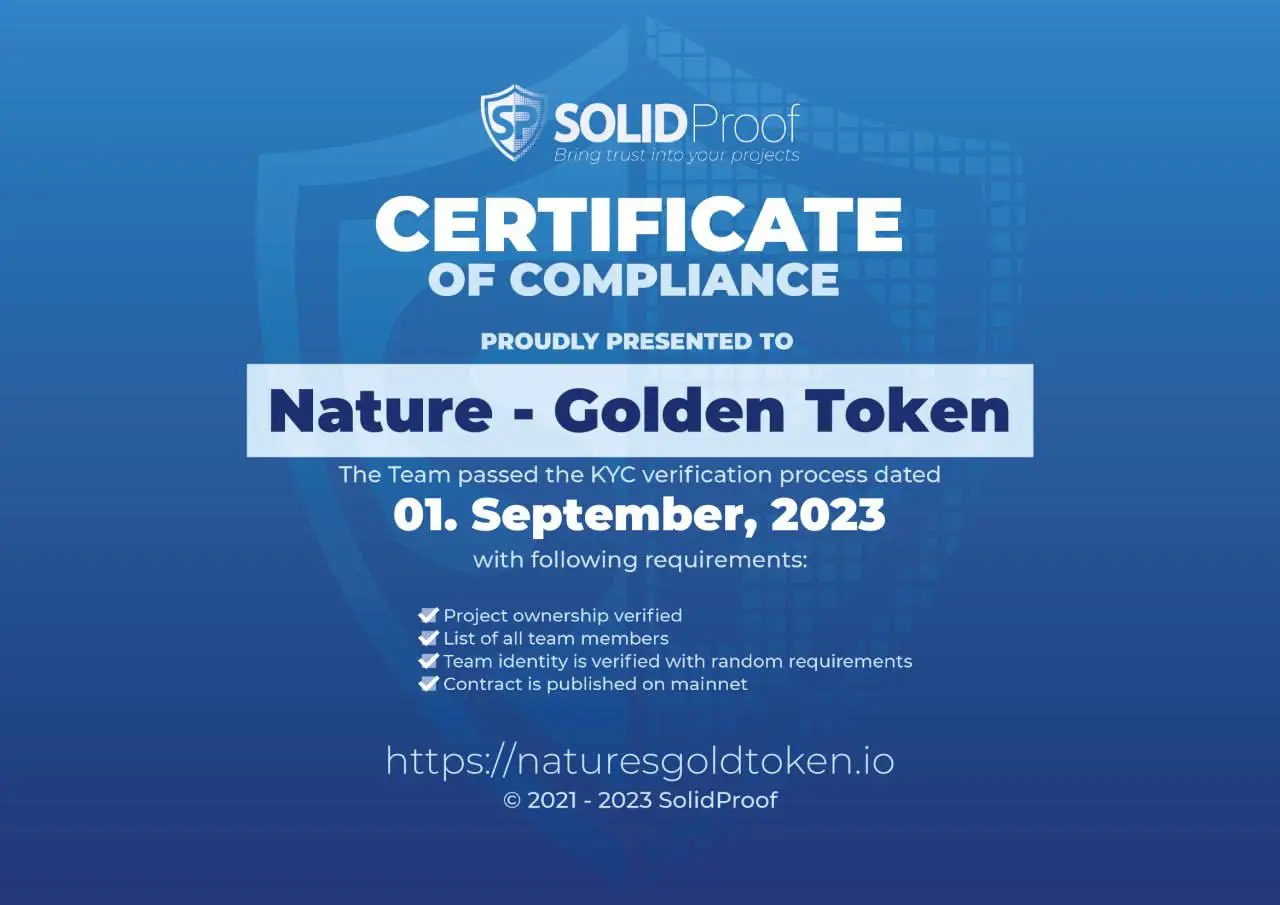 SP SOLIDProof
Bring trust into your projects
CERTIFICATE
OF COMPLIANCE
PROUDLY PRESENTED TO
Nature - Golden Token
The Team passed the KYC verification process dated
01. September, 2023
with following requirements:
Project ownership verified
List of all team members
Team identity is verified with random requirements
Contract is published on mainnet
https://naturesgoldtoken.io
© 2021 - 2023 SolidProof